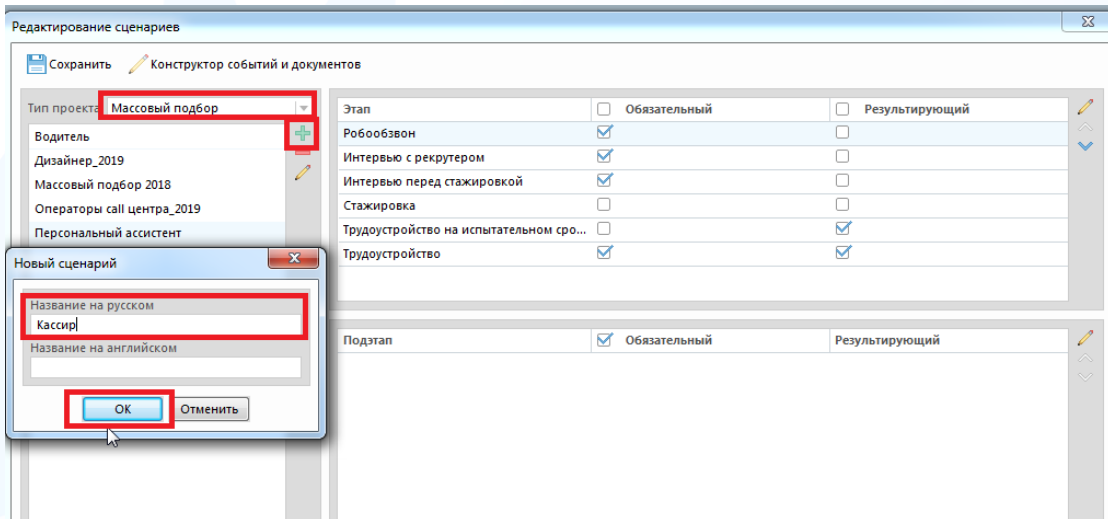 Редактирование сценариев
Сохранить Конструктор событий и документов
Тип проекта Массовый подбор
Водитель
Дизайнер_2019
Массовый подбор 2018
Операторы call центра_2019
Персональный ассистент
Этап Обязательный Результирующий
Робообзвон
Интервью с рекрутером
Интервью перед стажировкой
Стажировка
Трудоустройство на испытательном сро...
Трудоустройство
Новый сценарий
Название на русском
Кассир
Название на английском
ОК Отменить
Подэтап Обязательный Результирующий